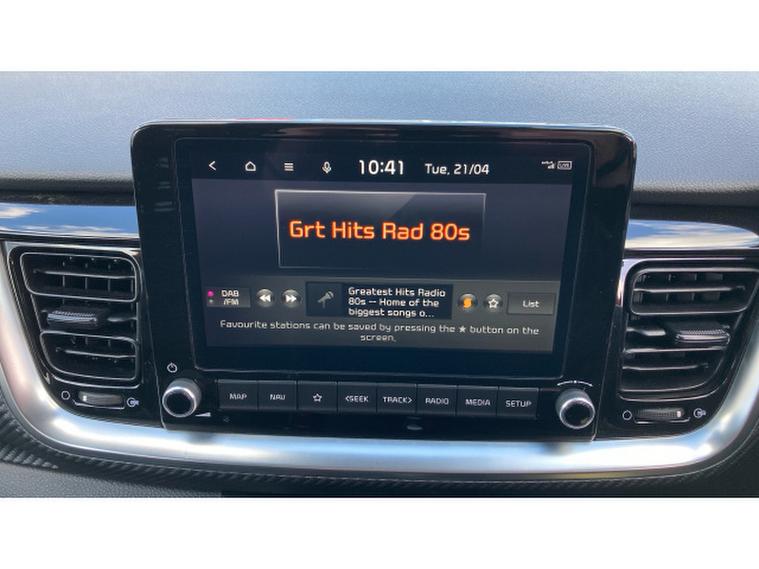 10:41 Tue, 21/04
Grt Hits Rad 80s
DAB
/FM
Greatest Hits Radio
80s -- Home of the
biggest songs o...
List
Favourite stations can be saved by pressing the ★ button on the
screen.
MAP NAV ☆ <SEEK TRACK> RADIO MEDIA SETUP